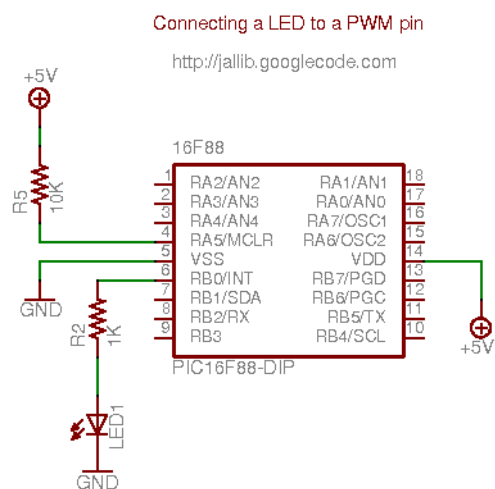 Connecting a LED to a PWM pin
http://jallib.googlecode.com
+5V
16F88
R5
10K
1 RA2/AN2 RA1/AN1 18
2 RA3/AN3 RA0/AN0 17
3 RA4/AN4 RA7/OSC1 16
4 RA5/MCLR RA6/OSC2 15
5 VSS VDD 14
6 RB0/INT RB7/PGD 13
7 RB1/SDA RB6/PGC 12
8 RB2/RX RB5/TX 11
9 RB3 RB4/SCL 10
GND
R2
1K
+5V
PIC16F88-DIP
LED1
GND